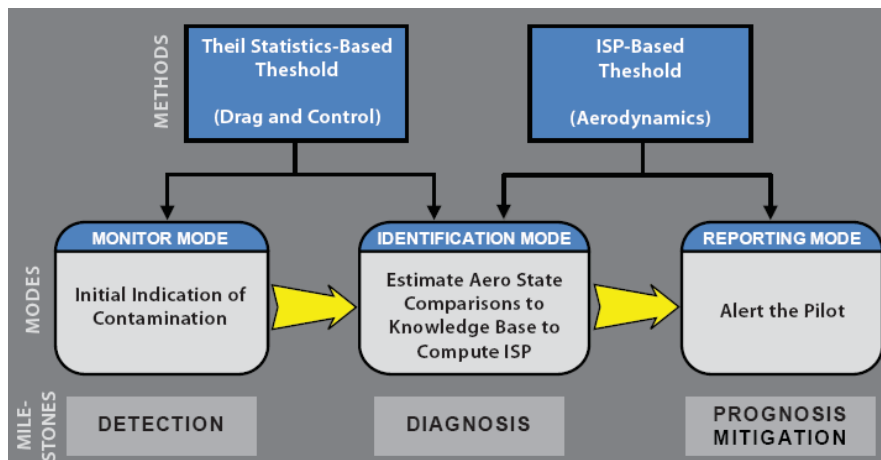 METHODS
Theil Statistics-Based
Theshold
(Drag and Control)
ISP-Based
Theshold
(Aerodynamics)
MODES
MONITOR MODE
Initial Indication of
Contamination
IDENTIFICATION MODE
Estimate Aero State
Comparisons to
Knowledge Base to
Compute ISP
REPORTING MODE
Alert the Pilot
MILE-
STONES
DETECTION
DIAGNOSIS
PROGNOSIS
MITIGATION